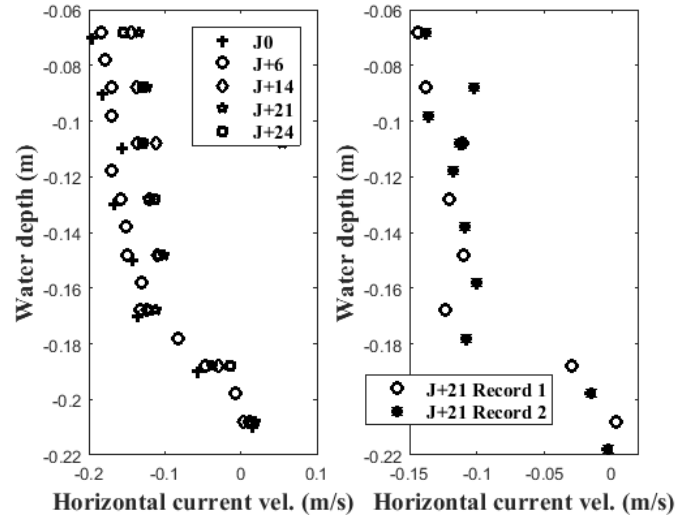 -0.06
-0.08
-0.1
-0.12
-0.14
-0.16
-0.18
-0.2
-0.22
Water depth (m)
-0.2
-0.1
0
0.1
Horizontal current vel. (m/s)
J0
J+6
J+14
J+21
J+24
-0.06
-0.08
-0.1
-0.12
-0.14
-0.16
-0.18
-0.2
-0.22
Water depth (m)
-0.15
-0.1
-0.05
0
Horizontal current vel. (m/s)
J+21 Record 1
J+21 Record 2